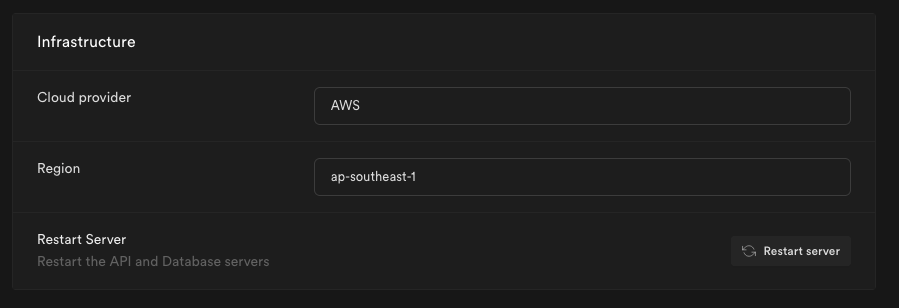 Infrastructure
Cloud provider
AWS
Region
ap-southeast-1
Restart Server
Restart the API and Database servers
Restart server